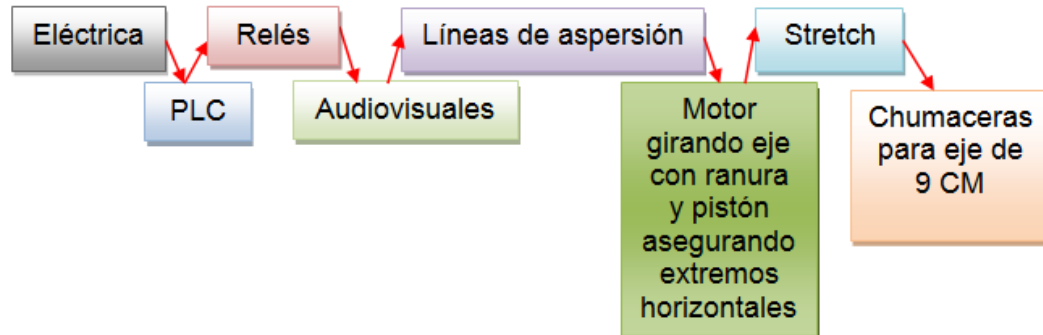 Eléctrica
PLC
Relés
Audiovisuales
Líneas de aspersión
Motor
girando eje
con ranura
y pistón
asegurando
extremos
horizontales
Stretch
Chumaceras
para eje de
9 CM